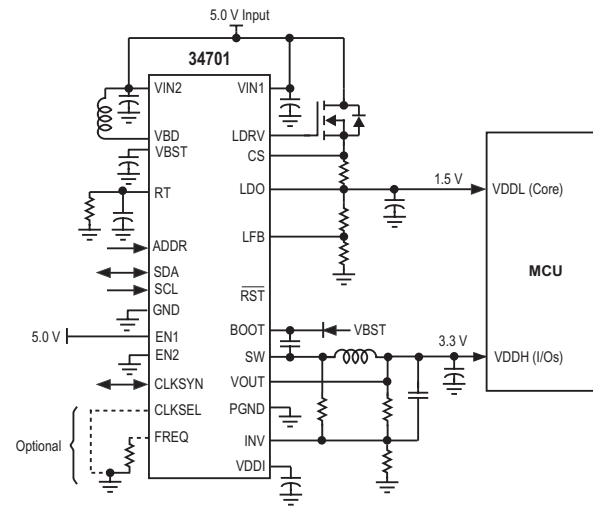 5.0 V Input
34701
VIN2
VIN1
VBD
LDRV
VBST
CS
RT
LDO
1.5 V
VDDL (Core)
ADDR
LFB
SDA
MCU
SCL
RST
GND
BOOT
VBST
5.0 V
EN1
3.3 V
EN2
SW
VDDH (I/Os)
CLKSYN
VOUT
CLKSEL
PGND
Optional
FREQ
INV
VDDI